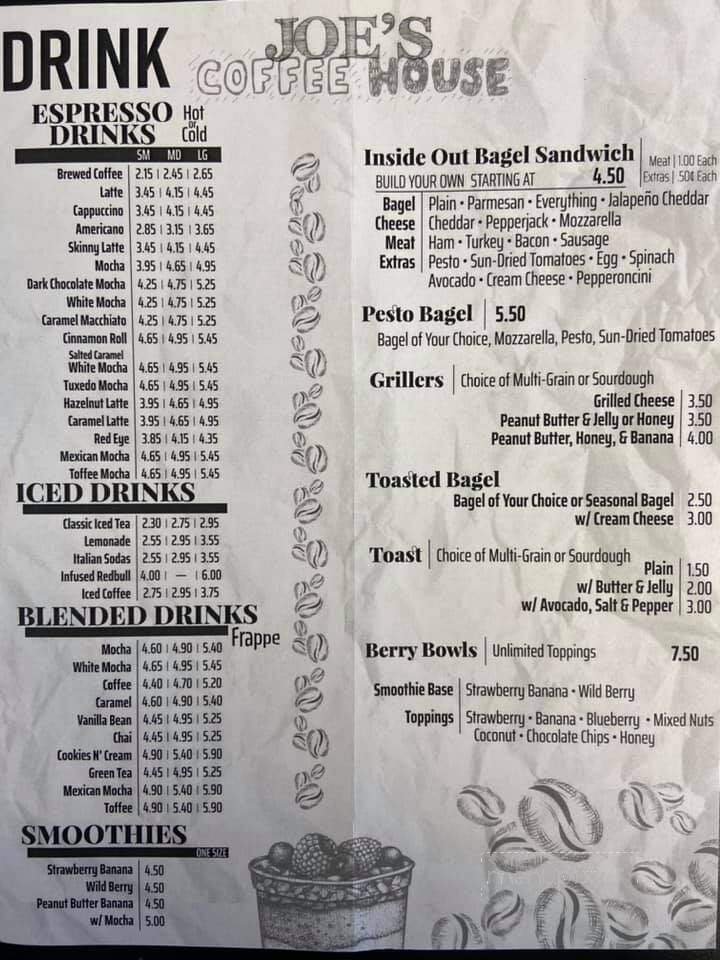 DRINK
JOE'S
COFFEE HOUSE
ESPRESSO DRINKS Hot or Cold
SM MD LG
Brewed Coffee 2.15 | 2.45 | 2.65
Latte 3.45 | 4.15 | 4.45
Cappuccino 3.45 | 4.15 | 4.45
Americano 2.85 | 3.15 | 3.65
Skinny Latte 3.45 | 4.15 | 4.45
Mocha 3.95 | 4.65 | 4.95
Dark Chocolate Mocha 4.25 | 4.75 | 5.25
White Mocha 4.25 | 4.75 | 5.25
Caramel Macchiato 4.25 | 4.75 | 5.25
Cinnamon Roll 4.65 | 4.95 | 5.45
Salted Caramel
White Mocha 4.65 | 4.95 | 5.45
Tuxedo Mocha 4.65 | 4.95 | 5.45
Hazelnut Latte 3.95 | 4.65 | 4.95
Caramel Latte 3.95 | 4.65 | 4.95
Red Eye 3.85 | 4.15 | 4.35
Mexican Mocha 4.65 | 4.95 | 5.45
Toffee Mocha 4.65 | 4.95 | 5.45
ICED DRINKS
Classic Iced Tea 2.30 | 2.75 | 2.95
Lemonade 2.55 | 2.95 | 3.55
Italian Sodas 2.55 | 2.95 | 3.55
Infused Redbull 4.00 | — | 6.00
Iced Coffee 2.75 | 2.95 | 3.75
BLENDED DRINKS
Frappe
Mocha 4.60 | 4.90 | 5.40
White Mocha 4.65 | 4.95 | 5.45
Coffee 4.40 | 4.70 | 5.20
Caramel 4.60 | 4.90 | 5.40
Vanilla Bean 4.45 | 4.95 | 5.25
Chai 4.45 | 4.95 | 5.25
Cookies N' Cream 4.90 | 5.40 | 5.90
Green Tea 4.45 | 4.95 | 5.25
Mexican Mocha 4.90 | 5.40 | 5.90
Toffee 4.90 | 5.40 | 5.90
SMOOTHIES
ONE SIZE
Strawberry Banana 4.50
Wild Berry 4.50
Peanut Butter Banana 4.50
w/ Mocha 5.00
Inside Out Bagel Sandwich Meat | 1.00 Each
BUILD YOUR OWN STARTING AT 4.50 Extras | .50¢ Each
Bagel Plain • Parmesan • Everything • Jalapeño Cheddar
Cheese Cheddar • Pepperjack • Mozzarella
Meat Ham • Turkey • Bacon • Sausage
Extras Pesto • Sun-Dried Tomatoes • Egg • Spinach
Avocado • Cream Cheese • Pepperoncini
Pesto Bagel 5.50
Bagel of Your Choice, Mozzarella, Pesto, Sun-Dried Tomatoes
Grillers Choice of Multi-Grain or Sourdough
Grilled Cheese 3.50
Peanut Butter & Jelly or Honey 3.50
Peanut Butter, Honey, & Banana 4.00
Toasted Bagel
Bagel of Your Choice or Seasonal Bagel 2.50
w/ Cream Cheese 3.00
Toast Choice of Multi-Grain or Sourdough
Plain 1.50
w/ Butter & Jelly 2.00
w/ Avocado, Salt & Pepper 3.00
Berry Bowls Unlimited Toppings 7.50
Smoothie Base Strawberry Banana • Wild Berry
Toppings Strawberry • Banana • Blueberry • Mixed Nuts
Coconut • Chocolate Chips • Honey